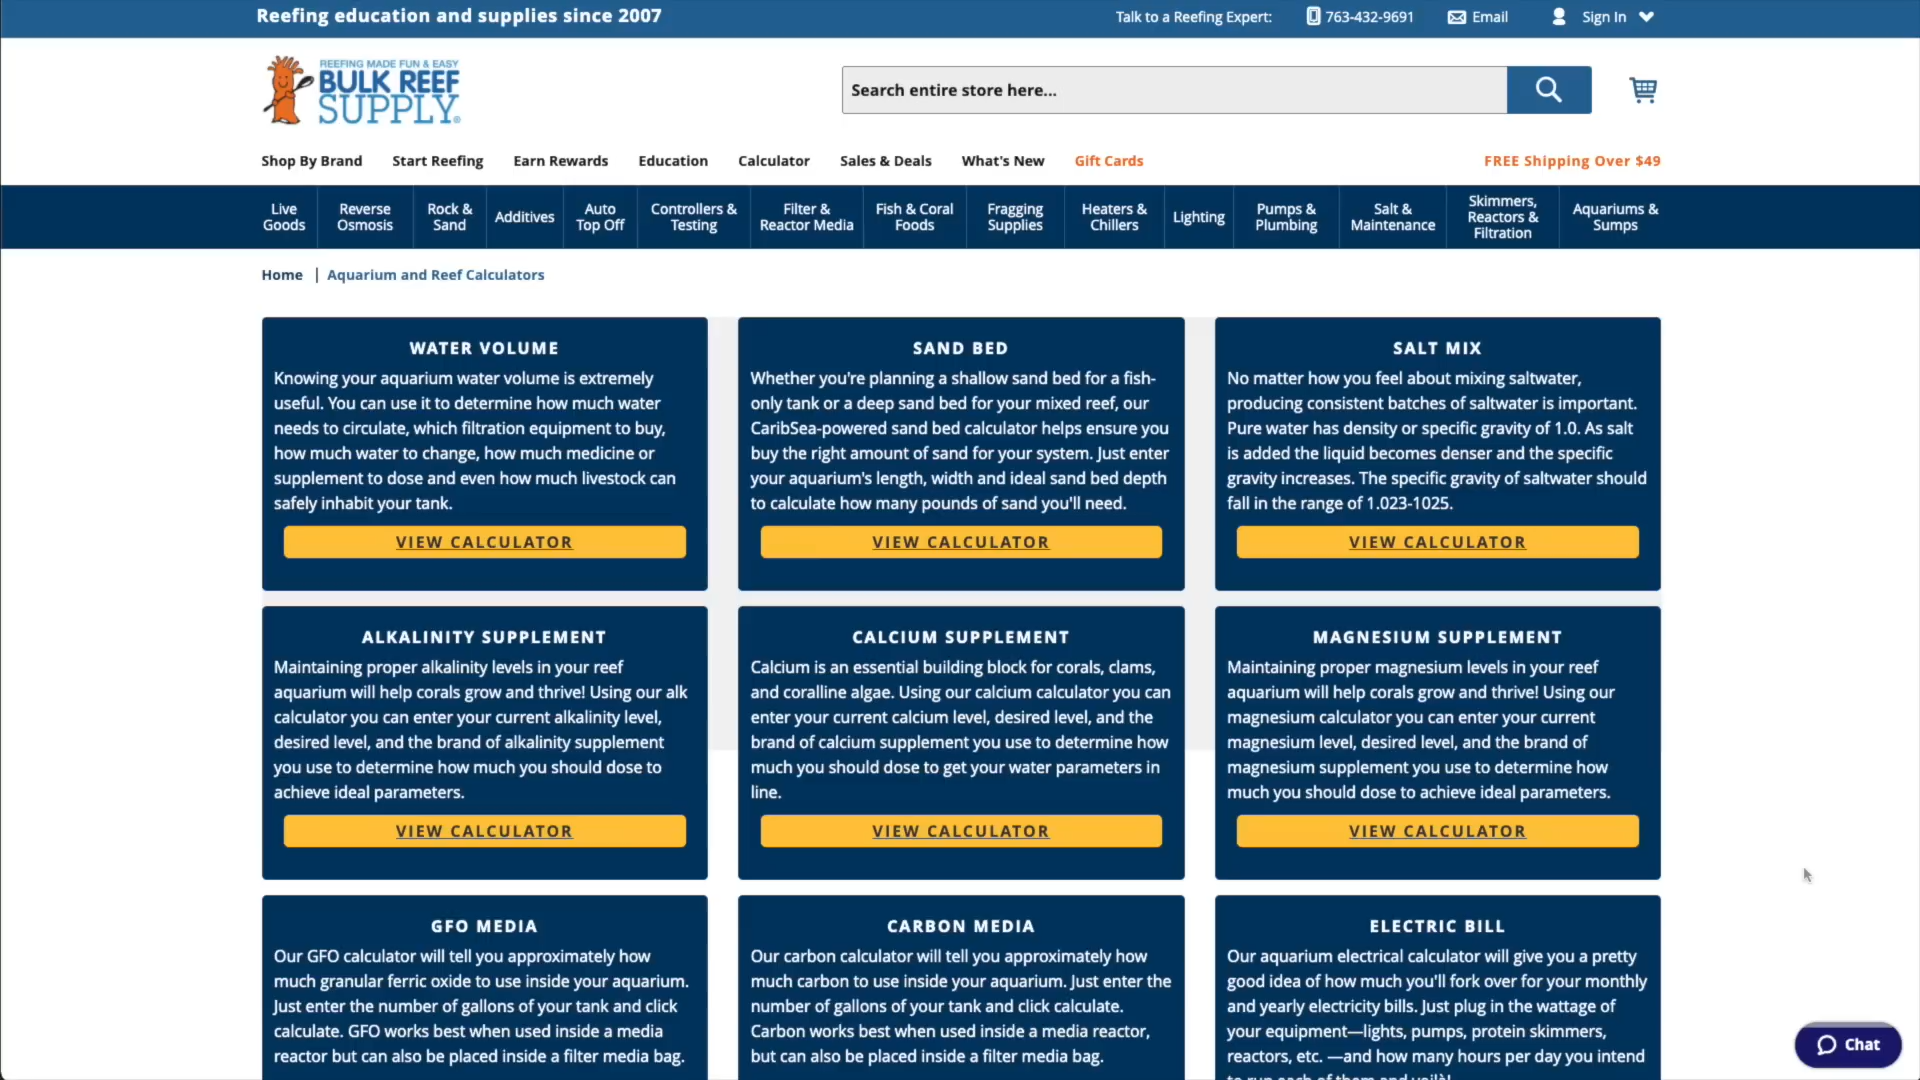 Reefing education and supplies since 2007
Talk to a Reefing Expert: 763-432-9691 Email Sign In
REEFING MADE FUN & EASY
BULK REEF
SUPPLY
Search entire store here...
Shop By Brand Start Reefing Earn Rewards Education Calculator Sales & Deals What's New Gift Cards FREE Shipping Over $49
Live
Goods
Reverse
Osmosis
Rock &
Sand
Additives
Auto
Top Off
Controllers &
Testing
Filter &
Reactor Media
Fish & Coral
Foods
Fragging
Supplies
Heaters &
Chillers
Lighting
Pumps &
Plumbing
Salt &
Maintenance
Skimmers,
Reactors &
Filtration
Aquariums &
Sumps
Home | Aquarium and Reef Calculators
WATER VOLUME
Knowing your aquarium water volume is extremely
useful. You can use it to determine how much water
needs to circulate, which filtration equipment to buy,
how much water to change, how much medicine or
supplement to dose and even how much livestock can
safely inhabit your tank.
VIEW CALCULATOR
SAND BED
Whether you're planning a shallow sand bed for a fish-
only tank or a deep sand bed for your mixed reef, our
CaribSea-powered sand bed calculator helps ensure you
buy the right amount of sand for your system. Just enter
your aquarium's length, width and ideal sand bed depth
to calculate how many pounds of sand you'll need.
VIEW CALCULATOR
SALT MIX
No matter how you feel about mixing saltwater,
producing consistent batches of saltwater is important.
Pure water has density or specific gravity of 1.0. As salt
is added the liquid becomes denser and the specific
gravity increases. The specific gravity of saltwater should
fall in the range of 1.023-1025.
VIEW CALCULATOR
ALKALINITY SUPPLEMENT
Maintaining proper alkalinity levels in your reef
aquarium will help corals grow and thrive! Using our alk
calculator you can enter your current alkalinity level,
desired level, and the brand of alkalinity supplement
you use to determine how much you should dose to
achieve ideal parameters.
VIEW CALCULATOR
CALCIUM SUPPLEMENT
Calcium is an essential building block for corals, clams,
and coralline algae. Using our calcium calculator you can
enter your current calcium level, desired level, and the
brand of calcium supplement you use to determine how
much you should dose to get your water parameters in
line.
VIEW CALCULATOR
MAGNESIUM SUPPLEMENT
Maintaining proper magnesium levels in your reef
aquarium will help corals grow and thrive! Using our
magnesium calculator you can enter your current
magnesium level, desired level, and the brand of
magnesium supplement you use to determine how
much you should dose to achieve ideal parameters.
VIEW CALCULATOR
GFO MEDIA
Our GFO calculator will tell you approximately how
much granular ferric oxide to use inside your aquarium.
Just enter the number of gallons of your tank and click
calculate. GFO works best when used inside a media
reactor but can also be placed inside a filter media bag.
CARBON MEDIA
Our carbon calculator will tell you approximately how
much carbon to use inside your aquarium. Just enter the
number of gallons of your tank and click calculate.
Carbon works best when used inside a media reactor,
but can also be placed inside a filter media bag.
ELECTRIC BILL
Our aquarium electrical calculator will give you a pretty
good idea of how much you'll fork over for your monthly
and yearly electricity bills. Just plug in the wattage of
your equipment—lights, pumps, protein skimmers,
reactors, etc. —and how many hours per day you intend
to run each of them and voilà!
Chat